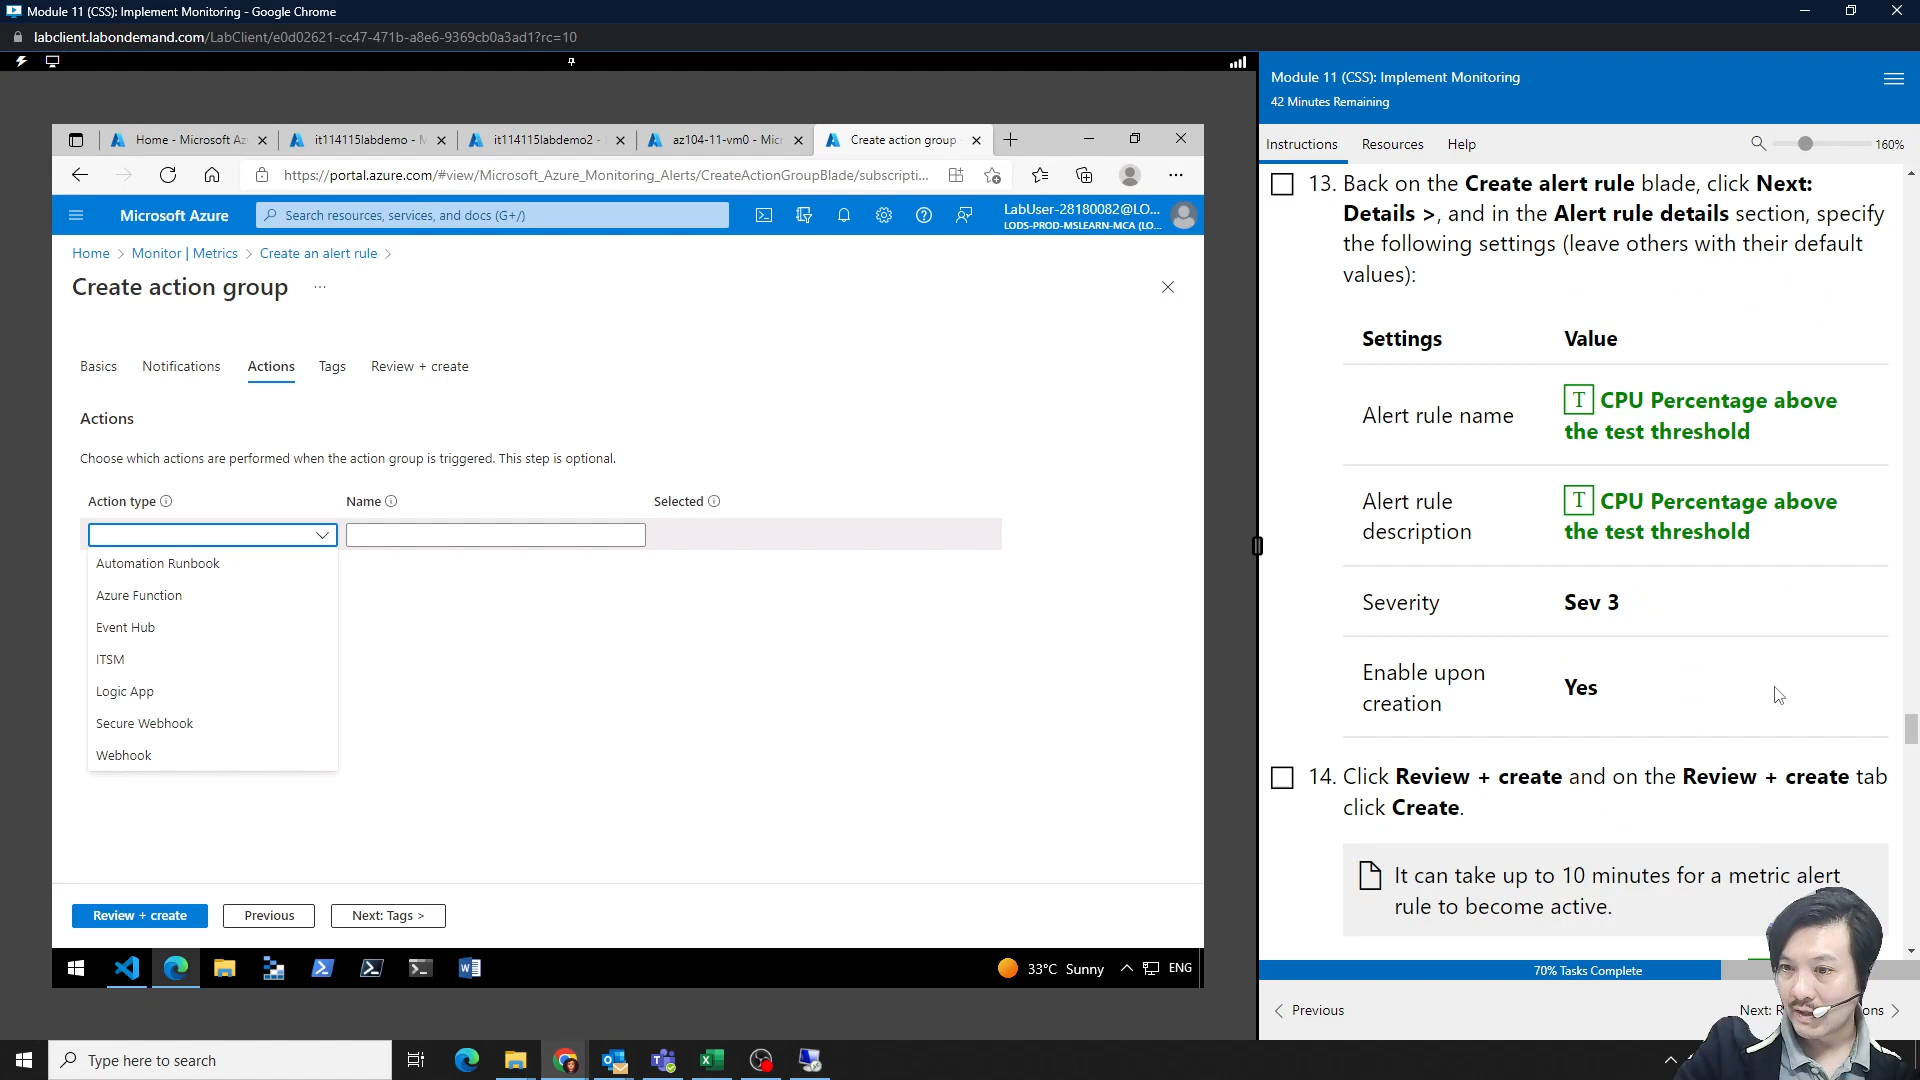 Module 11 (CSS): Implement Monitoring - Google Chrome
labclient.labondemand.com/LabClient/e0d02621-cc47-471b-a8e6-9369cb0a3ad1?rc=10
Module 11 (CSS): Implement Monitoring
42 Minutes Remaining
Instructions
Resources
Help
160%
Home - Microsoft Az
it114115labdemo - M
it114115labdemo2 -
az104-11-vm0 - Micr
Create action group
https://portal.azure.com/#view/Microsoft_Azure_Monitoring_Alerts/CreateActionGroupBlade/subscripti...
Microsoft Azure
Search resources, services, and docs (G+/)
LabUser-28180082@LO...
LODS-PROD-MSLEARN-MCA (LO...
Home > Monitor | Metrics > Create an alert rule >
Create action group ...
Basics
Notifications
Actions
Tags
Review + create
Actions
Choose which actions are performed when the action group is triggered. This step is optional.
Action type
Name
Selected
Automation Runbook
Azure Function
Event Hub
ITSM
Logic App
Secure Webhook
Webhook
Review + create
Previous
Next: Tags >
33°C Sunny
ENG
13. Back on the Create alert rule blade, click Next:
Details >, and in the Alert rule details section, specify
the following settings (leave others with their default
values):
Settings
Value
Alert rule name
T CPU Percentage above
the test threshold
Alert rule
description
T CPU Percentage above
the test threshold
Severity
Sev 3
Enable upon
creation
Yes
14. Click Review + create and on the Review + create tab
click Create.
It can take up to 10 minutes for a metric alert
rule to become active.
70% Tasks Complete
< Previous
Next:
Type here to search